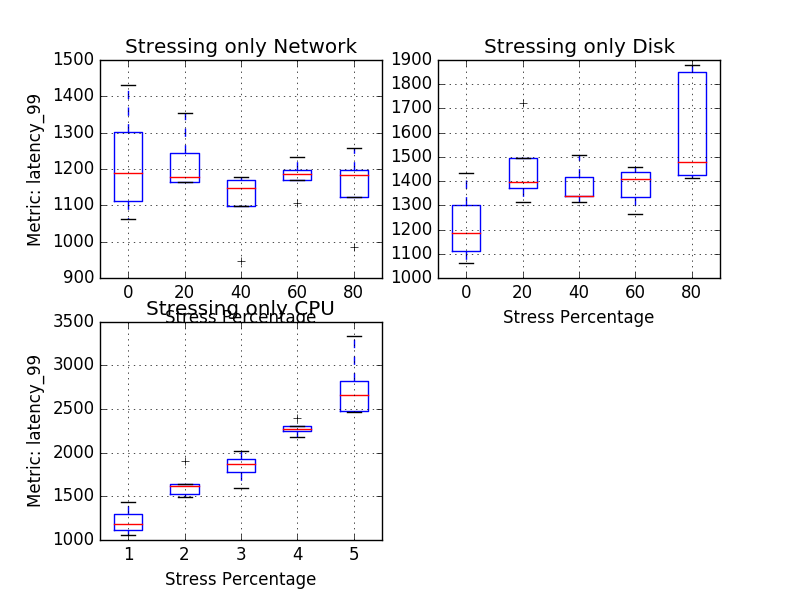 Stressing only Network
Metric: latency_99
1500
1400
1300
1200
1100
1000
900
0 20 40 60 80
Stress Percentage
Stressing only Disk
1900
1800
1700
1600
1500
1400
1300
1200
1100
1000
0 20 40 60 80
Stress Percentage
Stressing only CPU
Metric: latency_99
3500
3000
2500
2000
1500
1000
1 2 3 4 5
Stress Percentage